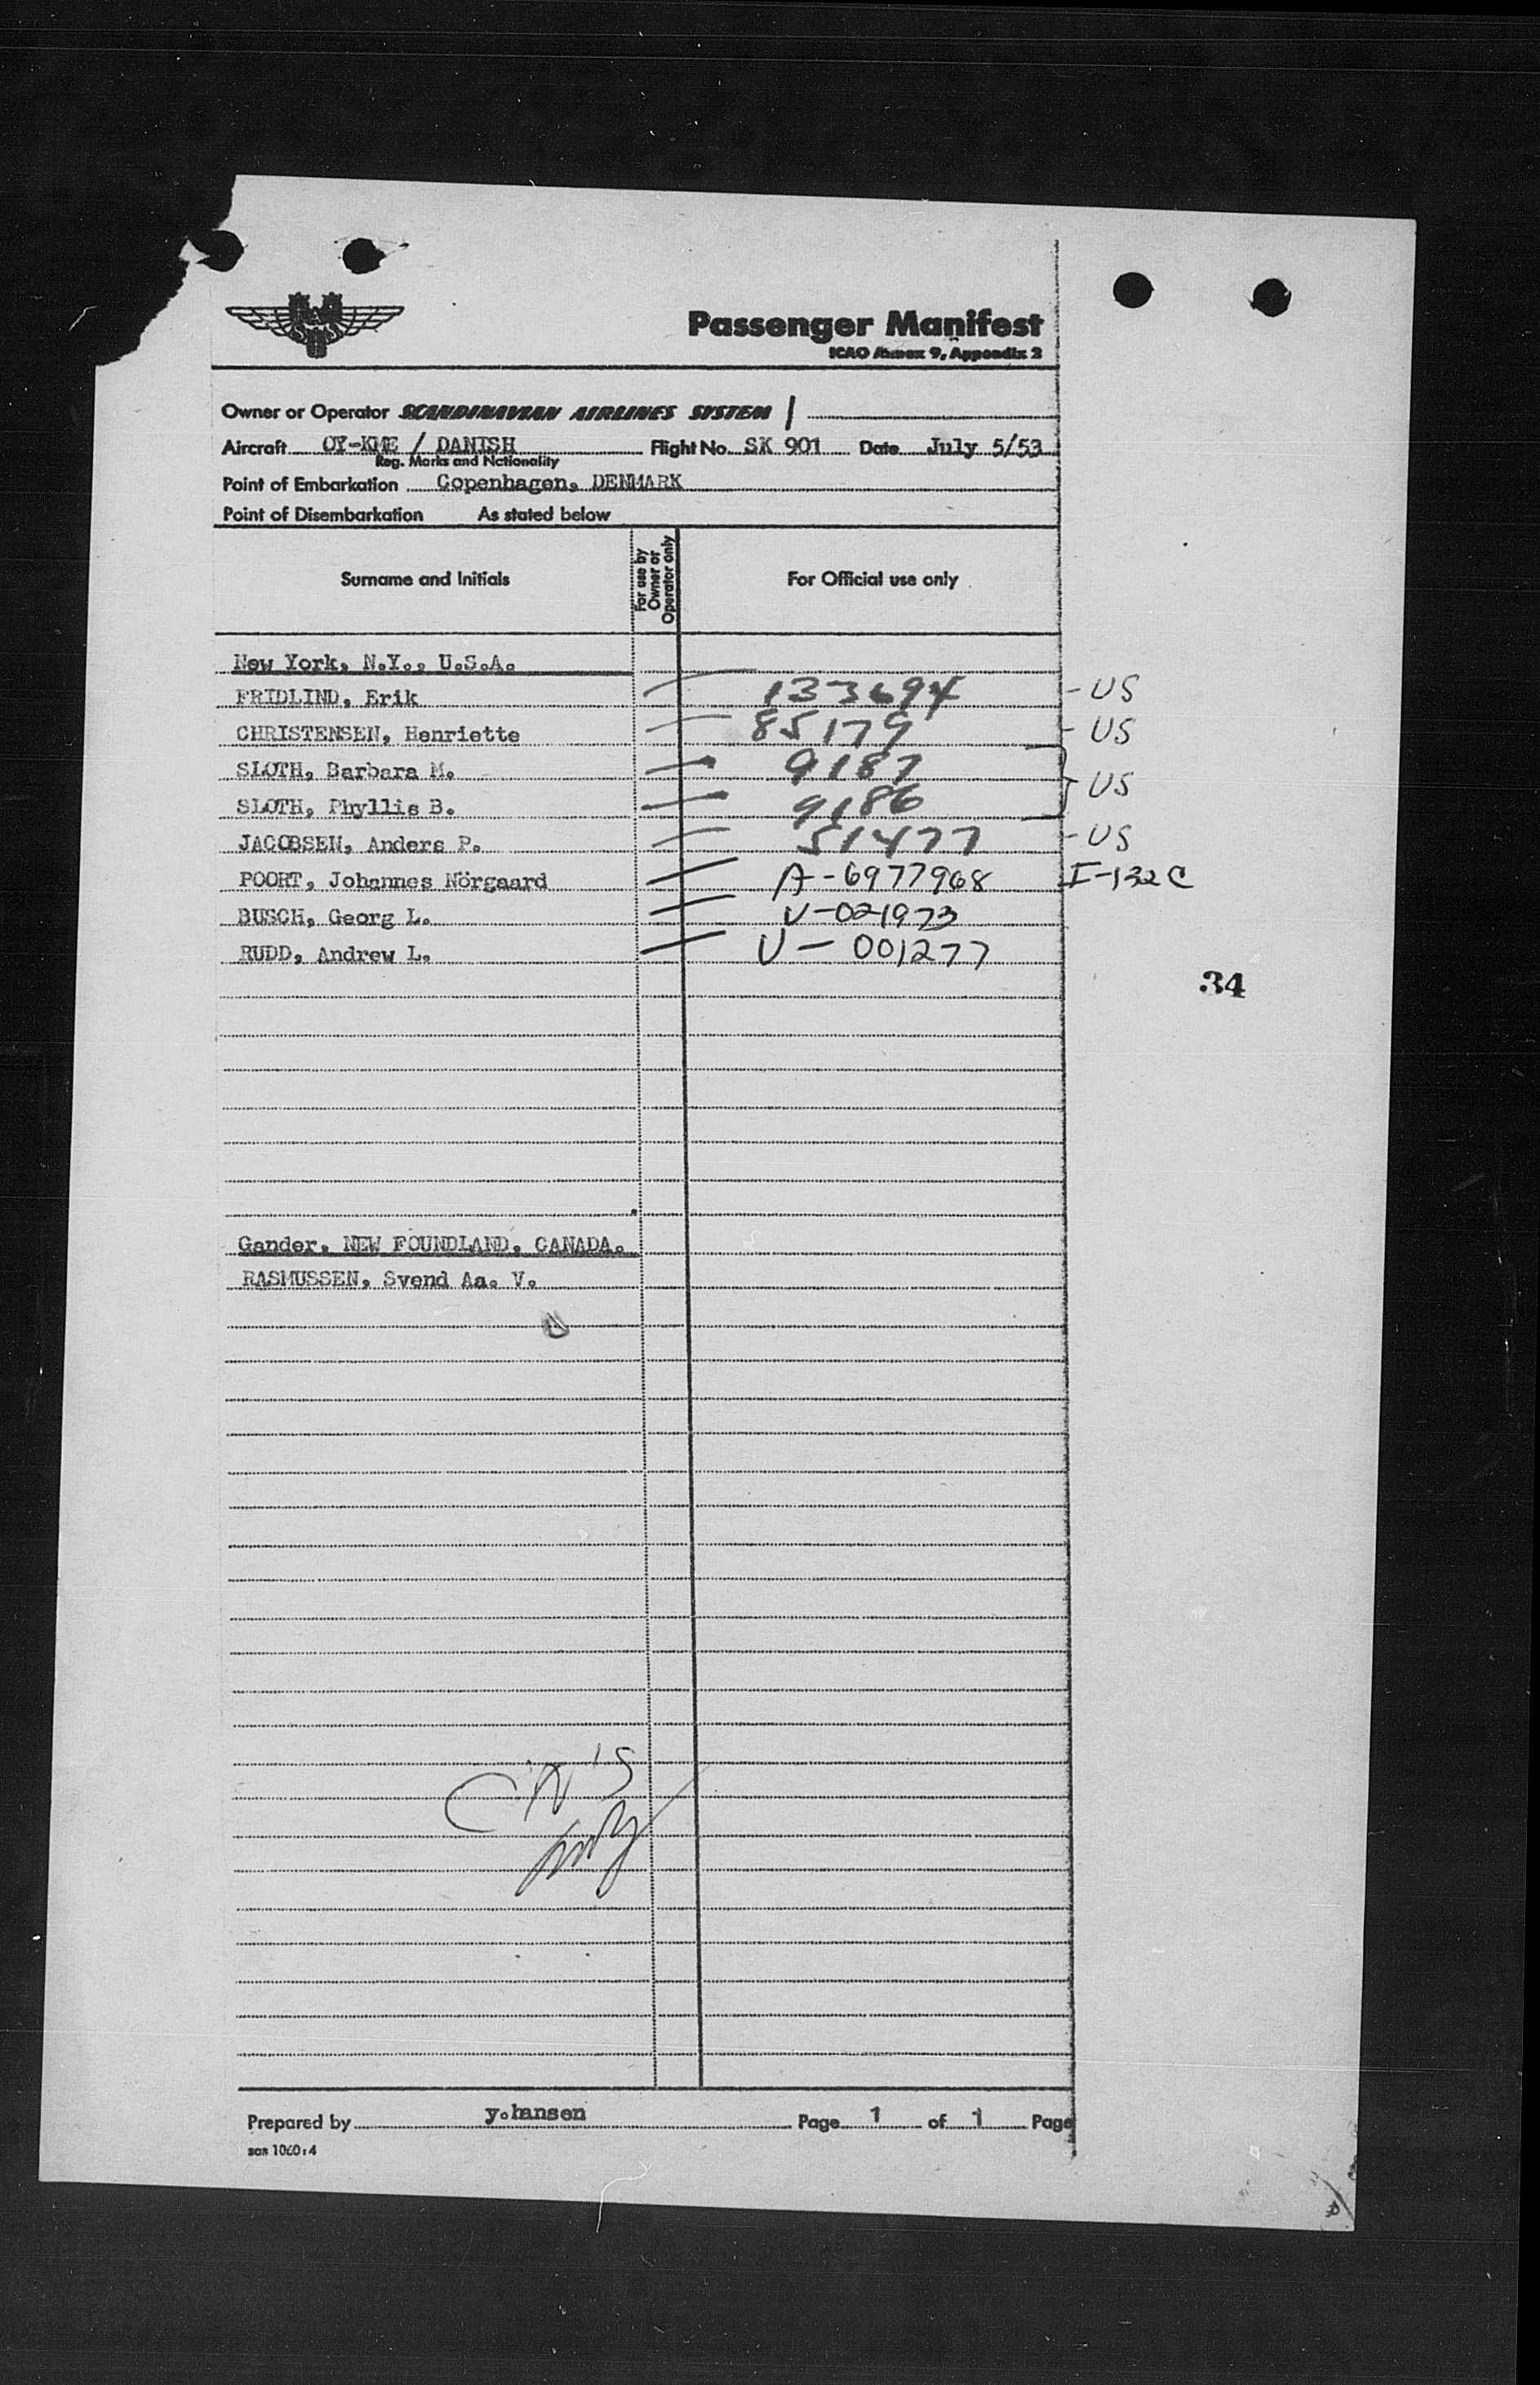 Passenger Manifest
ICAO Annex 9, Appendix 2
Owner or Operator SCANDINAVIAN AIRLINES SYSTEM
Aircraft OY-KME / DANISH Flight No. SK 901 Date July 5/53
Reg. Marks and Nationality
Point of Embarkation Copenhagen, DENMARK
Point of Disembarkation As stated below
Surname and Initials For use by Owner or Operator only For Official use only
New York, N.Y., U.S.A.
FRIDLIND, Erik 133694 - US
CHRISTENSEN, Henriette 85179 - US
SLOTH, Barbara M. 9187
US
SLOTH, Phyllis B. 9186
JACOBSEN, Anders P. 51477 - US
POORT, Johannes Nörgaard A-6977968 I-132C
BUSCH, Georg L. V-021973
RUDD, Andrew L. V-001277
34
Gander, NEW FOUNDLAND, CANADA.
RASMUSSEN, Svend Aa. V.
Prepared by y.hansen Page 1 of 1 Page
sas 1060:4